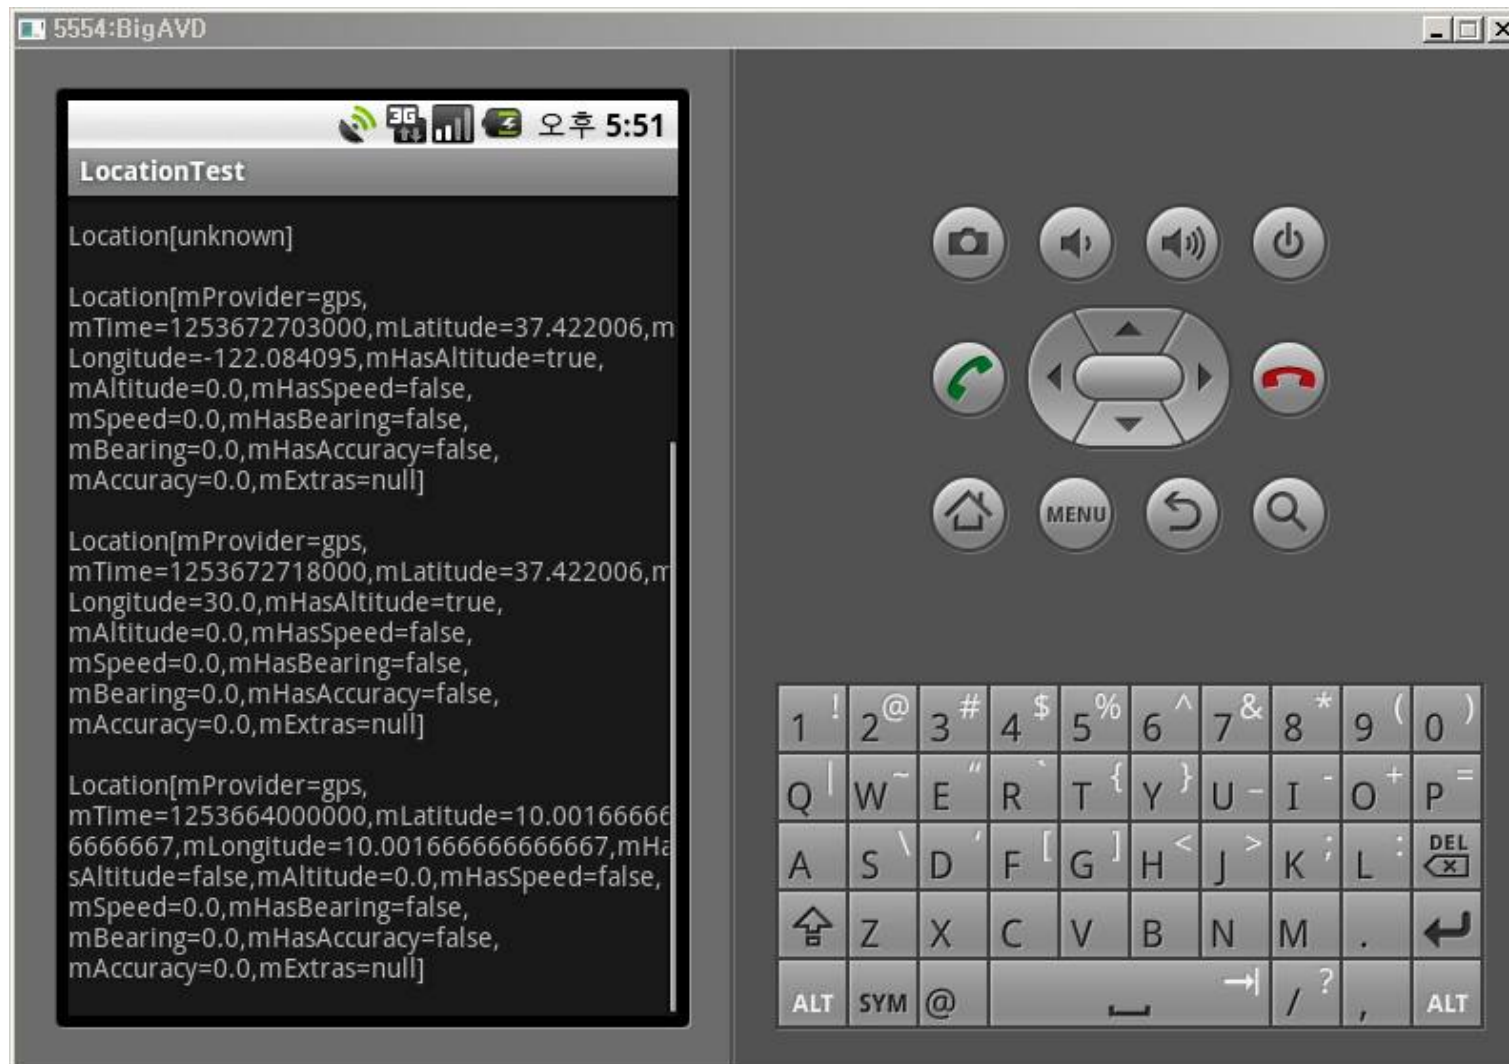 5554:BigAVD
3G 오후 5:51
LocationTest
Location[unknown]
Location[mProvider=gps,
mTime=1253672703000,mLatitude=37.422006,m
Longitude=-122.084095,mHasAltitude=true,
mAltitude=0.0,mHasSpeed=false,
mSpeed=0.0,mHasBearing=false,
mBearing=0.0,mHasAccuracy=false,
mAccuracy=0.0,mExtras=null]
Location[mProvider=gps,
mTime=1253672718000,mLatitude=37.422006,m
Longitude=30.0,mHasAltitude=true,
mAltitude=0.0,mHasSpeed=false,
mSpeed=0.0,mHasBearing=false,
mBearing=0.0,mHasAccuracy=false,
mAccuracy=0.0,mExtras=null]
Location[mProvider=gps,
mTime=1253664000000,mLatitude=10.00166666
6666667,mLongitude=10.001666666666667,mHa
sAltitude=false,mAltitude=0.0,mHasSpeed=false,
mSpeed=0.0,mHasBearing=false,
mBearing=0.0,mHasAccuracy=false,
mAccuracy=0.0,mExtras=null]
MENU
1 ! 2 @ 3 # 4 $ 5 % 6 ^ 7 & 8 * 9 ( 0 )
Q | W ~ E " R ` T { Y } U _ I - O + P =
A S \ D ' F [ G ] H < J > K ; L : DEL
Z X C V B N M .
ALT SYM @ / ? , ALT